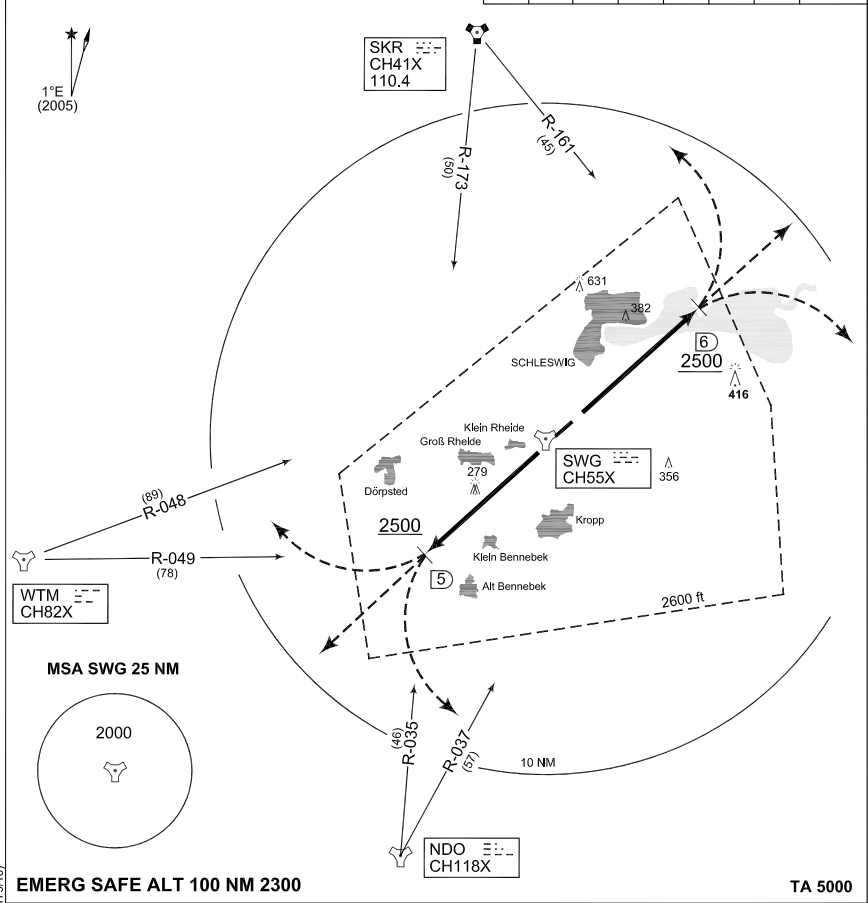 SKR
CH41X
110.4
1°E
(2005)
R-161
(45)
R-173
(50)
631
382
SCHLESWIG
6
2500
416
Klein Rheide
Groß Rhelde
279
SWG
CH55X
356
Dörpsted
(89)
R-048
2500
Kropp
Kleln Bennebek
R-049
(78)
5
Alt Bennebek
WTM
CH82X
2600 ft
MSA SWG 25 NM
2000
(46)
R-035
R-037
(57)
10 NM
NDO
CH118X
EMERG SAFE ALT 100 NM 2300
TA 5000